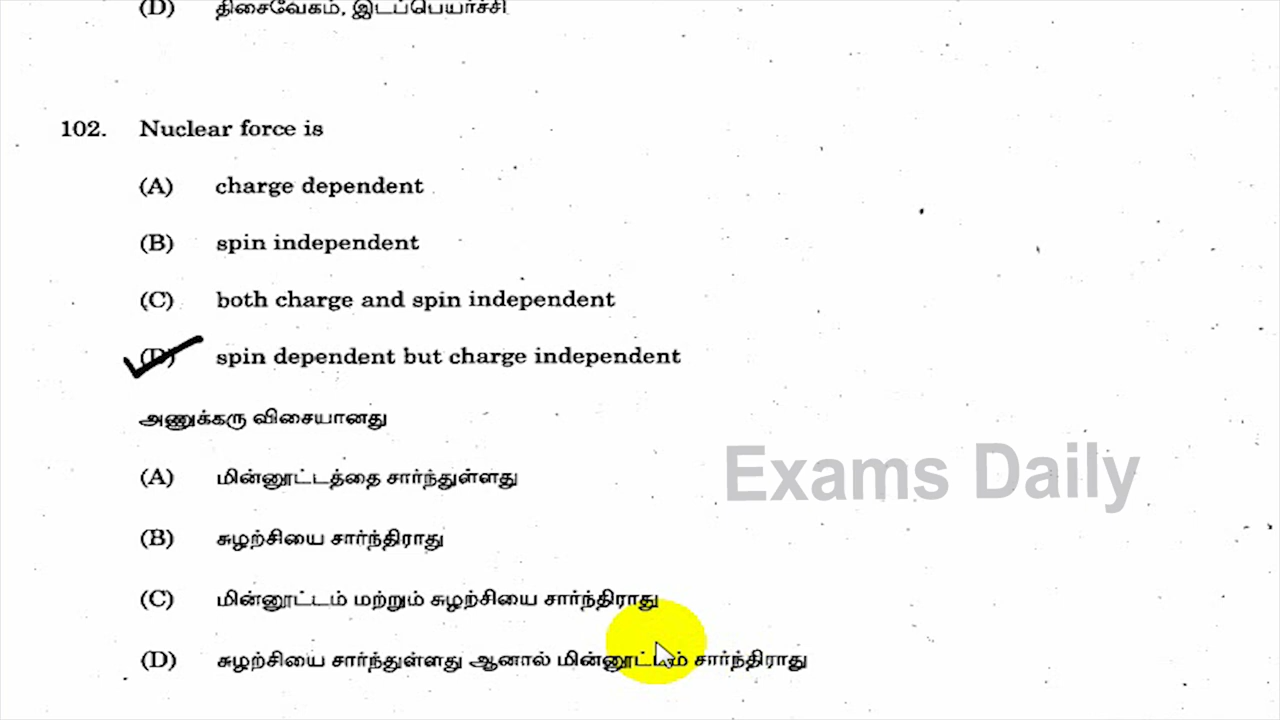 (D) திசைவேகம், இடப்பெயர்ச்சி
102. Nuclear force is
(A) charge dependent
(B) spin independent
(C) both charge and spin independent
(D) spin dependent but charge independent
அணுக்கரு விசையானது
(A) மின்னூட்டத்தை சார்ந்துள்ளது
Exams Daily
(B) சுழற்சியை சார்ந்திராது
(C) மின்னூட்டம் மற்றும் சுழற்சியை சார்ந்திராது
(D) சுழற்சியை சார்ந்துள்ளது ஆனால் மின்னூட்டம் சார்ந்திராது